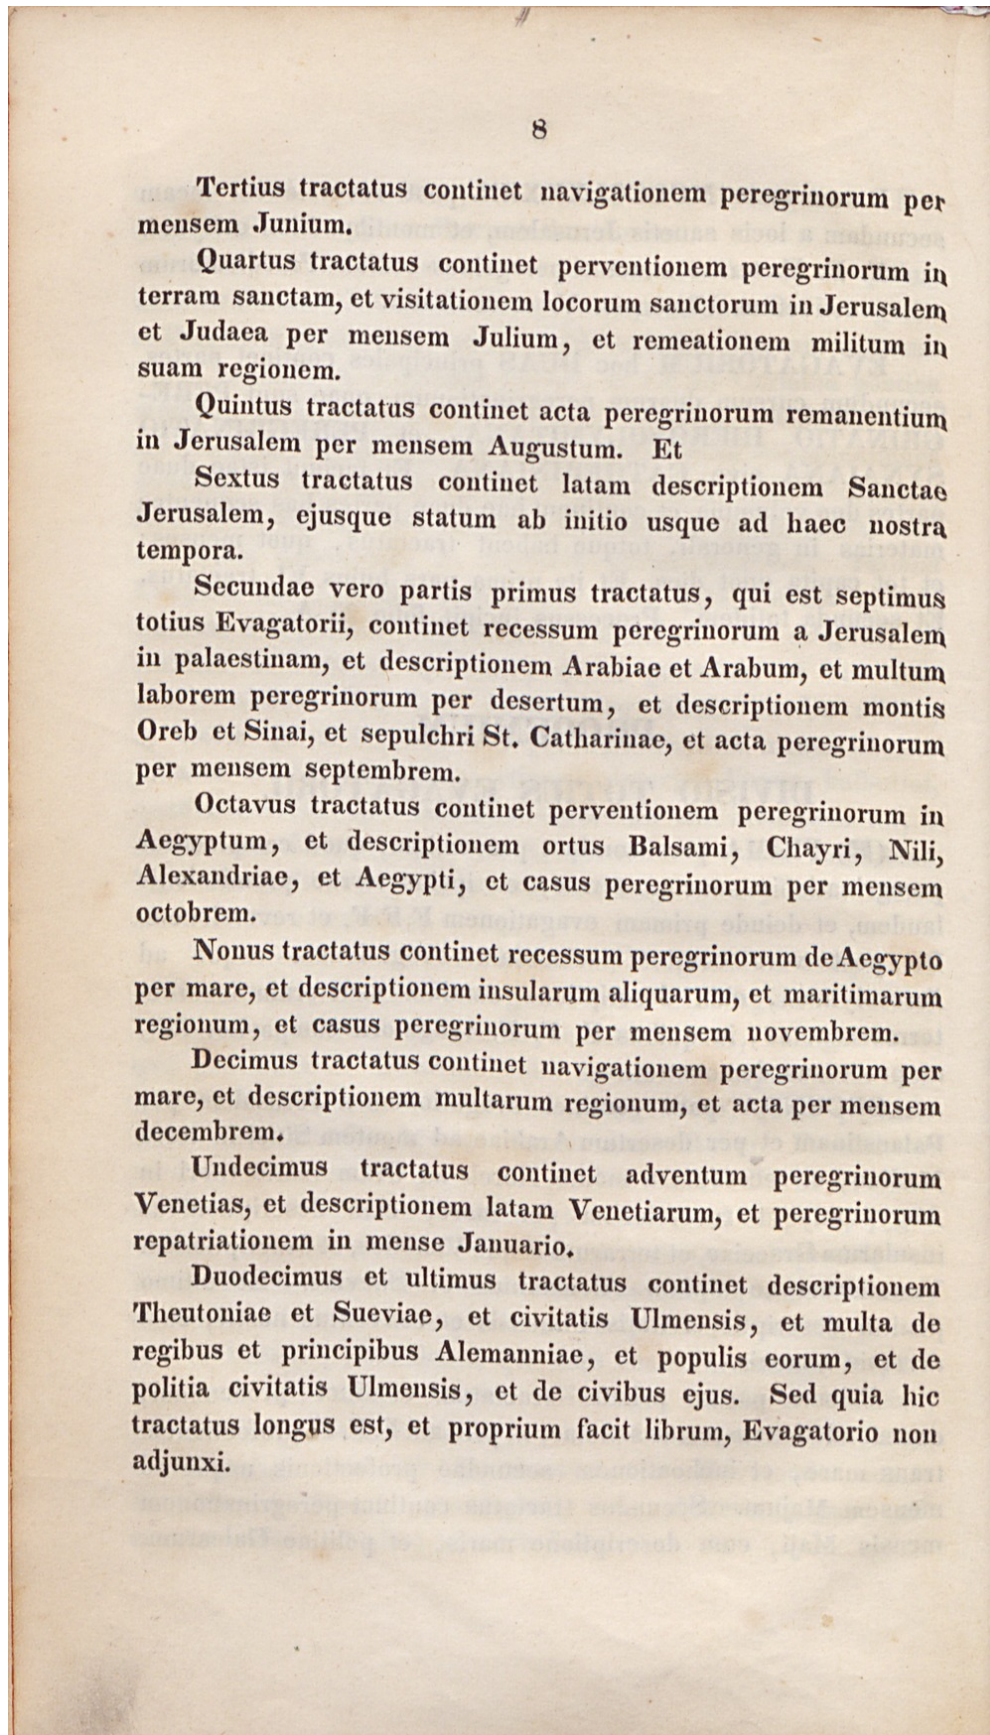 8
Tertius tractatus continet navigationem peregrinorum per
mensem Junium.
Quartus tractatus continet perventionem peregrinorum in
terram sanctam, et visitationem locorum sanctorum in Jerusalem
et Judaea per mensem Julium, et remeationem militum in
suam regionem.
Quintus tractatus continet acta peregrinorum remanentium
in Jerusalem per mensem Augustum. Et
Sextus tractatus continet latam descriptionem Sanctae
Jerusalem, ejusque statum ab initio usque ad haec nostra
tempora.
Secundae vero partis primus tractatus, qui est septimus
totius Evagatorii, continet recessum peregrinorum a Jerusalem
in palaestinam, et descriptionem Arabiae et Arabum, et multum
laborem peregrinorum per desertum, et descriptionem montis
Oreb et Sinai, et sepulchri St. Catharinae, et acta peregrinorum
per mensem septembrem.
Octavus tractatus continet perventionem peregrinorum in
Aegyptum, et descriptionem ortus Balsami, Chayri, Nili,
Alexandriae, et Aegypti, et casus peregrinorum per mensem
octobrem.
Nonus tractatus continet recessum peregrinorum de Aegypto
per mare, et descriptionem insularum aliquarum, et maritimarum
regionum, et casus peregrinorum per mensem novembrem.
Decimus tractatus continet navigationem peregrinorum per
mare, et descriptionem multarum regionum, et acta per mensem
decembrem.
Undecimus tractatus continet adventum peregrinorum
Venetias, et descriptionem latam Venetiarum, et peregrinorum
repatriationem in mense Januario.
Duodecimus et ultimus tractatus continet descriptionem
Theutoniae et Sueviae, et civitatis Ulmensis, et multa de
regibus et principibus Alemanniae, et populis eorum, et de
politia civitatis Ulmensis, et de civibus ejus. Sed quia hic
tractatus longus est, et proprium facit librum, Evagatorio non
adjunxi.